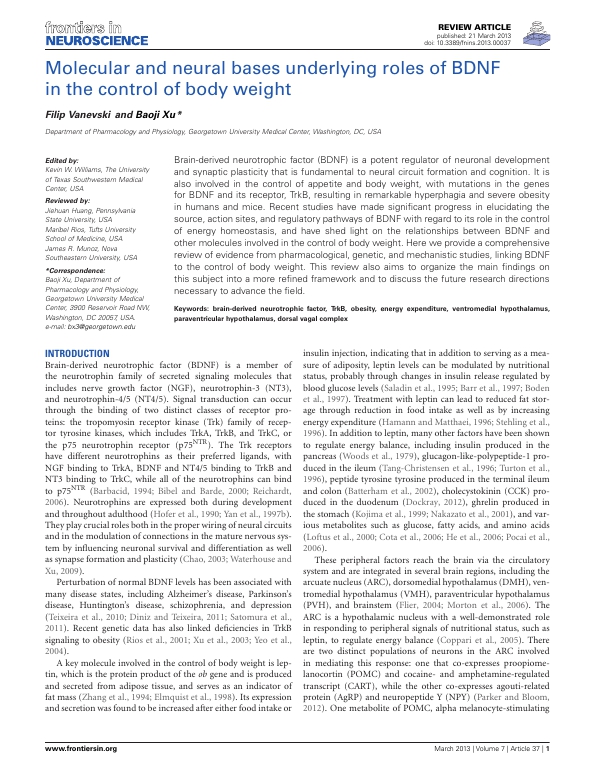 frontiers in
NEUROSCIENCE
REVIEW ARTICLE
published: 21 March 2013
doi: 10.3389/fnins.2013.00037
Molecular and neural bases underlying roles of BDNF
in the control of body weight
Filip Vanevski and Baoji Xu*
Department of Pharmacology and Physiology, Georgetown University Medical Center, Washington, DC, USA
Edited by:
Kevin W. Williams, The University
of Texas Southwestern Medical
Center, USA
Reviewed by:
Jiehuan Huang, Pennsylvania
State University, USA
Maribel Rios, Tufts University
School of Medicine, USA
James R. Munoz, Nova
Southeastern University, USA
*Correspondence:
Baoji Xu, Department of
Pharmacology and Physiology,
Georgetown University Medical
Center, 3900 Reservoir Road NW,
Washington, DC 20057, USA.
e-mail: bx3@georgetown.edu
Brain-derived neurotrophic factor (BDNF) is a potent regulator of neuronal development
and synaptic plasticity that is fundamental to neural circuit formation and cognition. It is
also involved in the control of appetite and body weight, with mutations in the genes
for BDNF and its receptor, TrkB, resulting in remarkable hyperphagia and severe obesity
in humans and mice. Recent studies have made significant progress in elucidating the
source, action sites, and regulatory pathways of BDNF with regard to its role in the control
of energy homeostasis, and have shed light on the relationships between BDNF and
other molecules involved in the control of body weight. Here we provide a comprehensive
review of evidence from pharmacological, genetic, and mechanistic studies, linking BDNF
to the control of body weight. This review also aims to organize the main findings on
this subject into a more refined framework and to discuss the future research directions
necessary to advance the field.
Keywords: brain-derived neurotrophic factor, TrkB, obesity, energy expenditure, ventromedial hypothalamus,
paraventricular hypothalamus, dorsal vagal complex
INTRODUCTION
Brain-derived neurotrophic factor (BDNF) is a member of
the neurotrophin family of secreted signaling molecules that
includes nerve growth factor (NGF), neurotrophin-3 (NT3),
and neurotrophin-4/5 (NT4/5). Signal transduction can occur
through the binding of two distinct classes of receptor pro-
teins: the tropomyosin receptor kinase (Trk) family of recep-
tor tyrosine kinases, which includes TrkA, TrkB, and TrkC, or
the p75 neurotrophin receptor (p75NTR). The Trk receptors
have different neurotrophins as their preferred ligands, with
NGF binding to TrkA, BDNF and NT4/5 binding to TrkB and
NT3 binding to TrkC, while all of the neurotrophins can bind
to p75NTR (Barbacid, 1994; Bibel and Barde, 2000; Reichardt,
2006). Neurotrophins are expressed both during development
and throughout adulthood (Hofer et al., 1990; Yan et al., 1997b).
They play crucial roles both in the proper wiring of neural circuits
and in the modulation of connections in the mature nervous sys-
tem by influencing neuronal survival and differentiation as well
as synapse formation and plasticity (Chao, 2003; Waterhouse and
Xu, 2009).
Perturbation of normal BDNF levels has been associated with
many disease states, including Alzheimer's disease, Parkinson's
disease, Huntington's disease, schizophrenia, and depression
(Teixeira et al., 2010; Diniz and Teixeira, 2011; Satomura et al.,
2011). Recent genetic data has also linked deficiencies in TrkB
signaling to obesity (Rios et al., 2001; Xu et al., 2003; Yeo et al.,
2004).
A key molecule involved in the control of body weight is lep-
tin, which is the protein product of the ob gene and is produced
and secreted from adipose tissue, and serves as an indicator of
fat mass (Zhang et al., 1994; Elmquist et al., 1998). Its expression
and secretion was found to be increased after either food intake or
insulin injection, indicating that in addition to serving as a mea-
sure of adiposity, leptin levels can be modulated by nutritional
status, probably through changes in insulin release regulated by
blood glucose levels (Saladin et al., 1995; Barr et al., 1997; Boden
et al., 1997). Treatment with leptin can lead to reduced fat stor-
age through reduction in food intake as well as by increasing
energy expenditure (Hamann and Matthaei, 1996; Stehling et al.,
1996). In addition to leptin, many other factors have been shown
to regulate energy balance, including insulin produced in the
pancreas (Woods et al., 1979), glucagon-like-polypeptide-1 pro-
duced in the ileum (Tang-Christensen et al., 1996; Turton et al.,
1996), peptide tyrosine tyrosine produced in the terminal ileum
and colon (Batterham et al., 2002), cholecystokinin (CCK) pro-
duced in the duodenum (Dockray, 2012), ghrelin produced in
the stomach (Kojima et al., 1999; Nakazato et al., 2001), and var-
ious metabolites such as glucose, fatty acids, and amino acids
(Loftus et al., 2000; Cota et al., 2006; He et al., 2006; Pocai et al.,
2006).
These peripheral factors reach the brain via the circulatory
system and are integrated in several brain regions, including the
arcuate nucleus (ARC), dorsomedial hypothalamus (DMH), ven-
tromedial hypothalamus (VMH), paraventricular hypothalamus
(PVH), and brainstem (Flier, 2004; Morton et al., 2006). The
ARC is a hypothalamic nucleus with a well-demonstrated role
in responding to peripheral signals of nutritional status, such as
leptin, to regulate energy balance (Coppari et al., 2005). There
are two distinct populations of neurons in the ARC involved
in mediating this response: one that co-expresses proopiome-
lanocortin (POMC) and cocaine- and amphetamine-regulated
transcript (CART), while the other co-expresses agouti-related
protein (AgRP) and neuropeptide Y (NPY) (Parker and Bloom,
2012). One metabolite of POMC, alpha melanocyte-stimulating
www.frontiersin.org
March 2013 | Volume 7 | Article 37 | 1